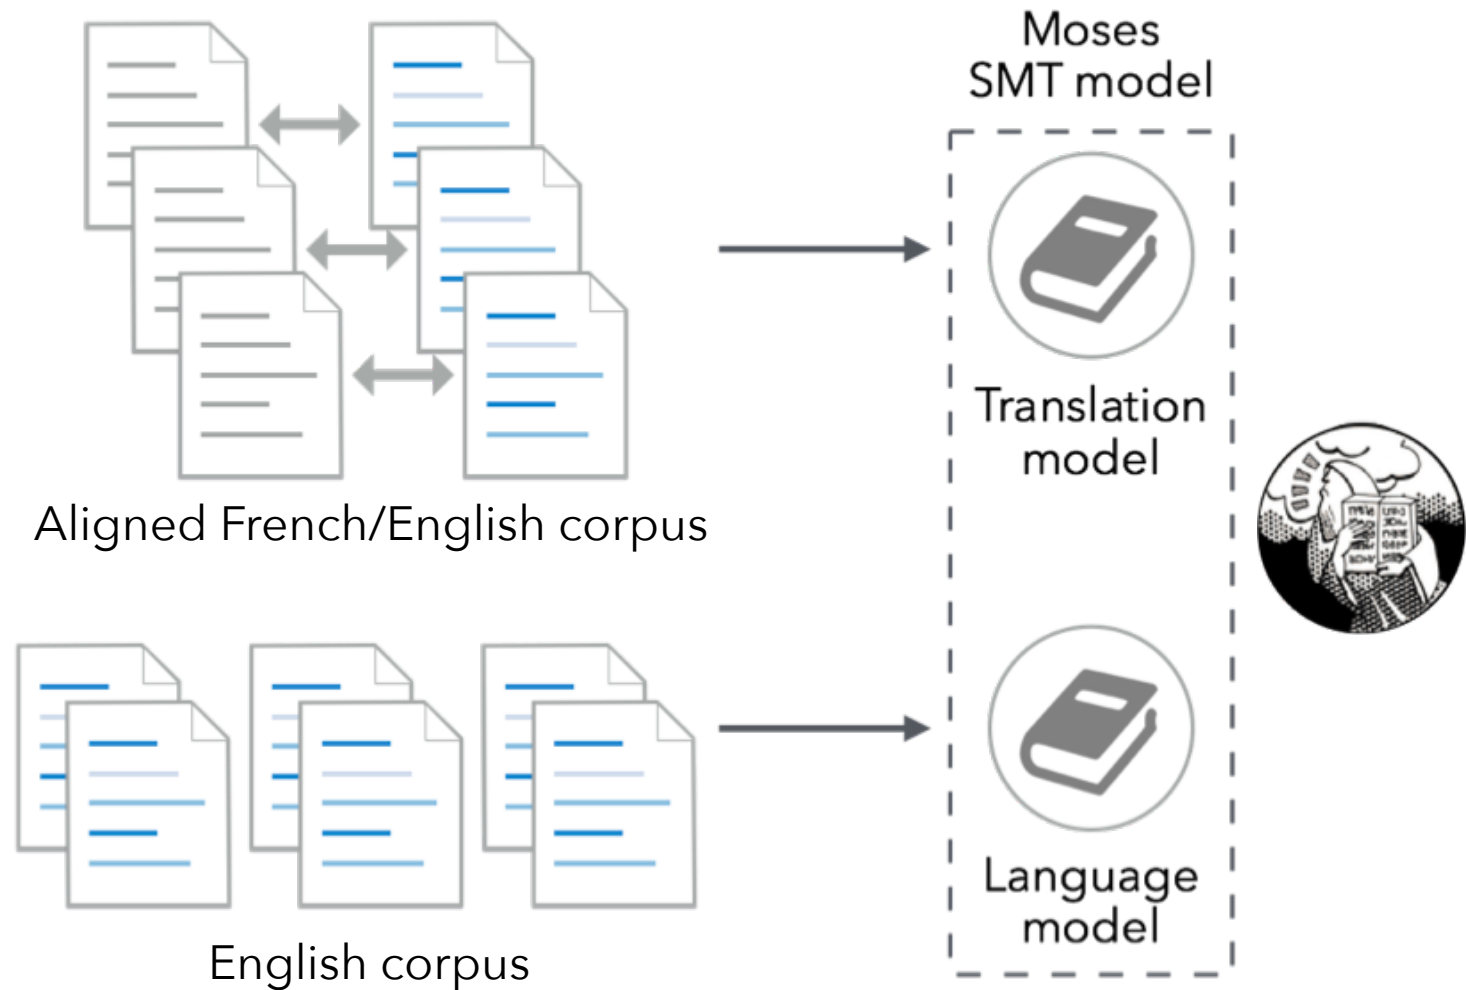 Moses
SMT model
Aligned French/English corpus
Translation
model
English corpus
Language
model